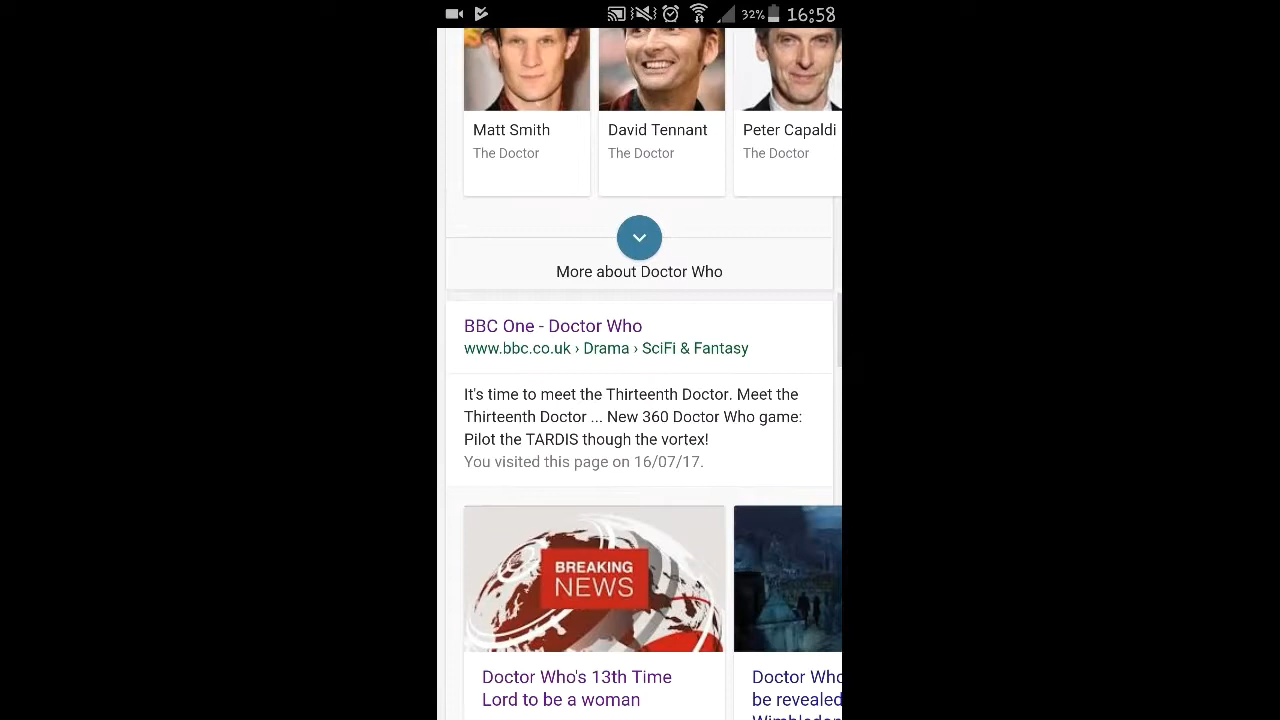 32% 16:58
Matt Smith
The Doctor
David Tennant
The Doctor
Peter Capaldi
The Doctor
More about Doctor Who
BBC One - Doctor Who
www.bbc.co.uk › Drama › SciFi & Fantasy
It's time to meet the Thirteenth Doctor. Meet the
Thirteenth Doctor ... New 360 Doctor Who game:
Pilot the TARDIS though the vortex!
You visited this page on 16/07/17.
BREAKING
NEWS
Doctor Who's 13th Time
Lord to be a woman
Doctor Who
be revealed